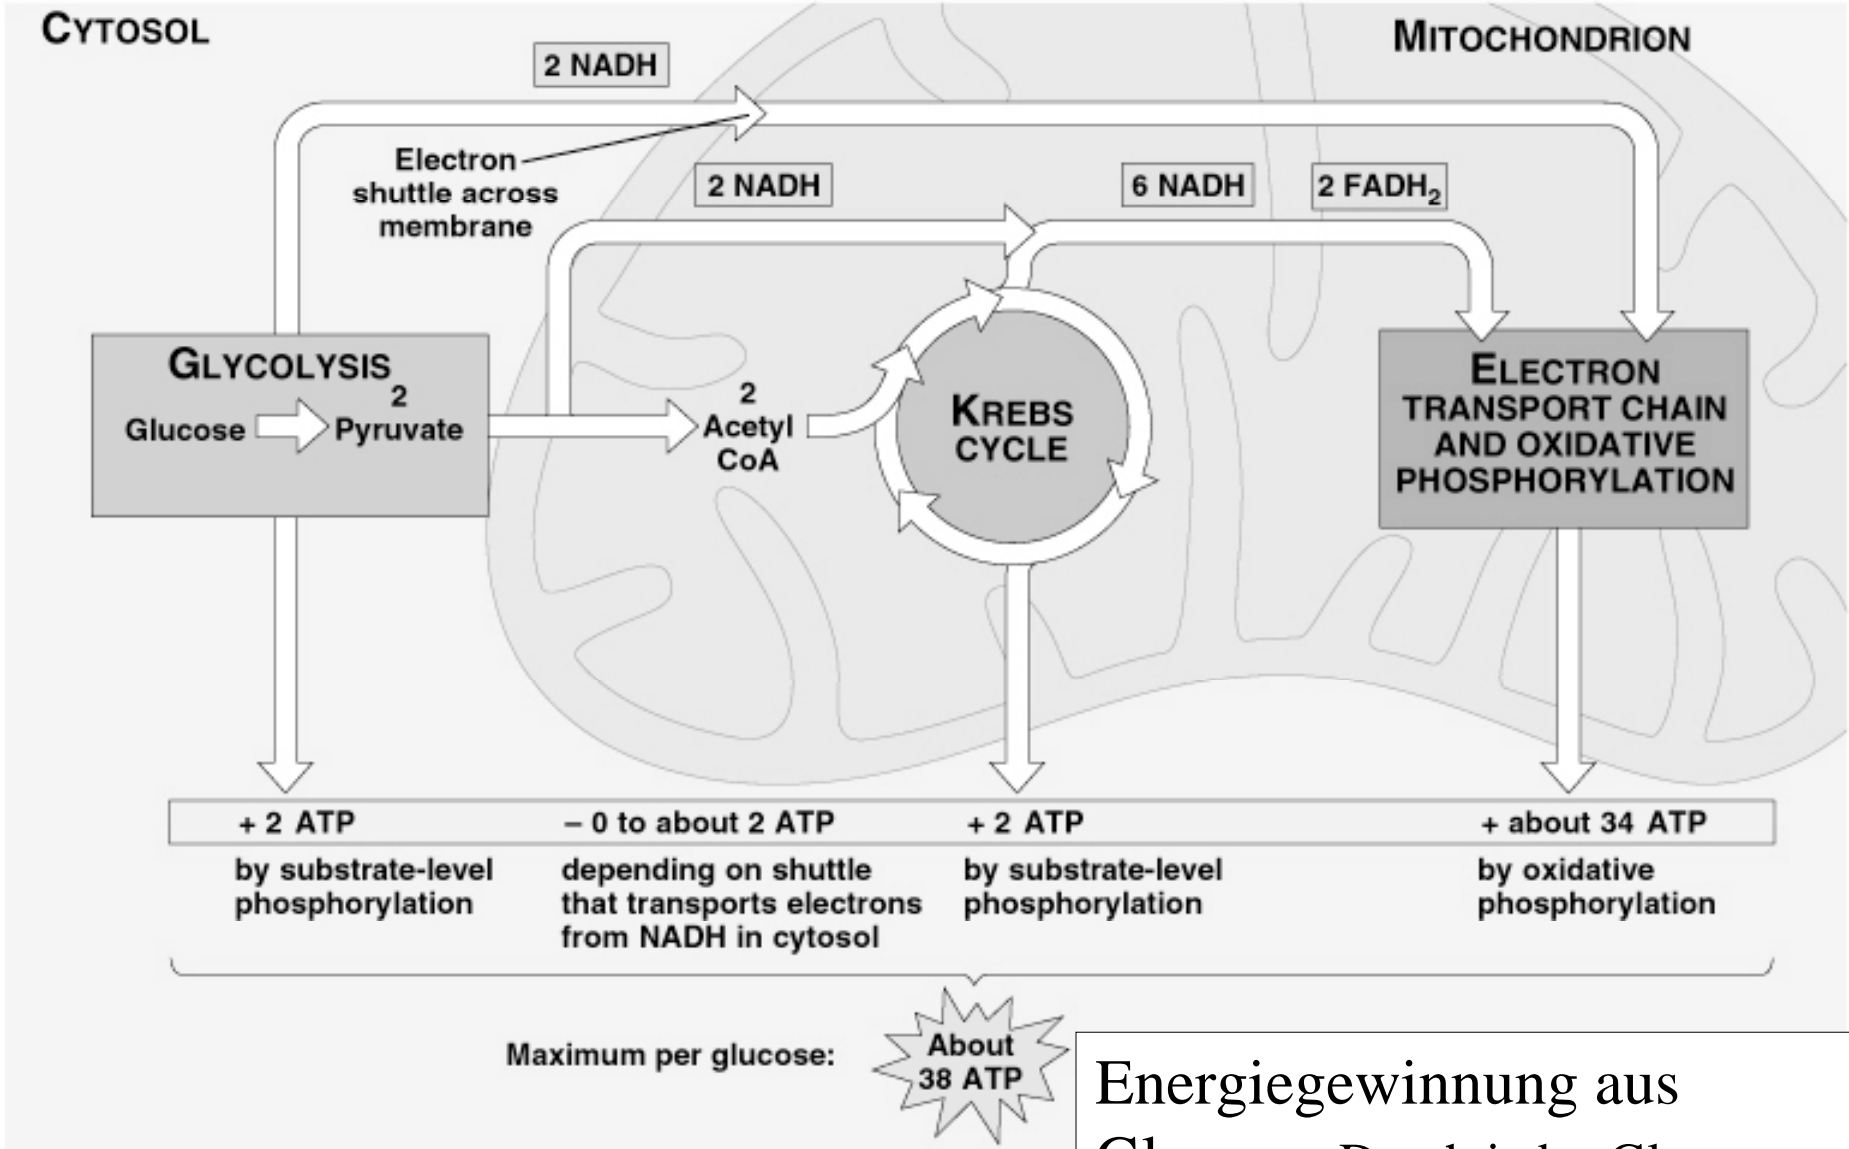 CYTOSOL
MITOCHONDRION
2 NADH
Electron
shuttle across
membrane
2 NADH
6 NADH
2 FADH₂
GLYCOLYSIS
2
Glucose
Pyruvate
2
Acetyl
CoA
KREBS
CYCLE
ELECTRON
TRANSPORT CHAIN
AND OXIDATIVE
PHOSPHORYLATION
+ 2 ATP
by substrate-level
phosphorylation
– 0 to about 2 ATP
depending on shuttle
that transports electrons
from NADH in cytosol
+ 2 ATP
by substrate-level
phosphorylation
+ about 34 ATP
by oxidative
phosphorylation
Maximum per glucose:
About
38 ATP
Energiegewinnung aus